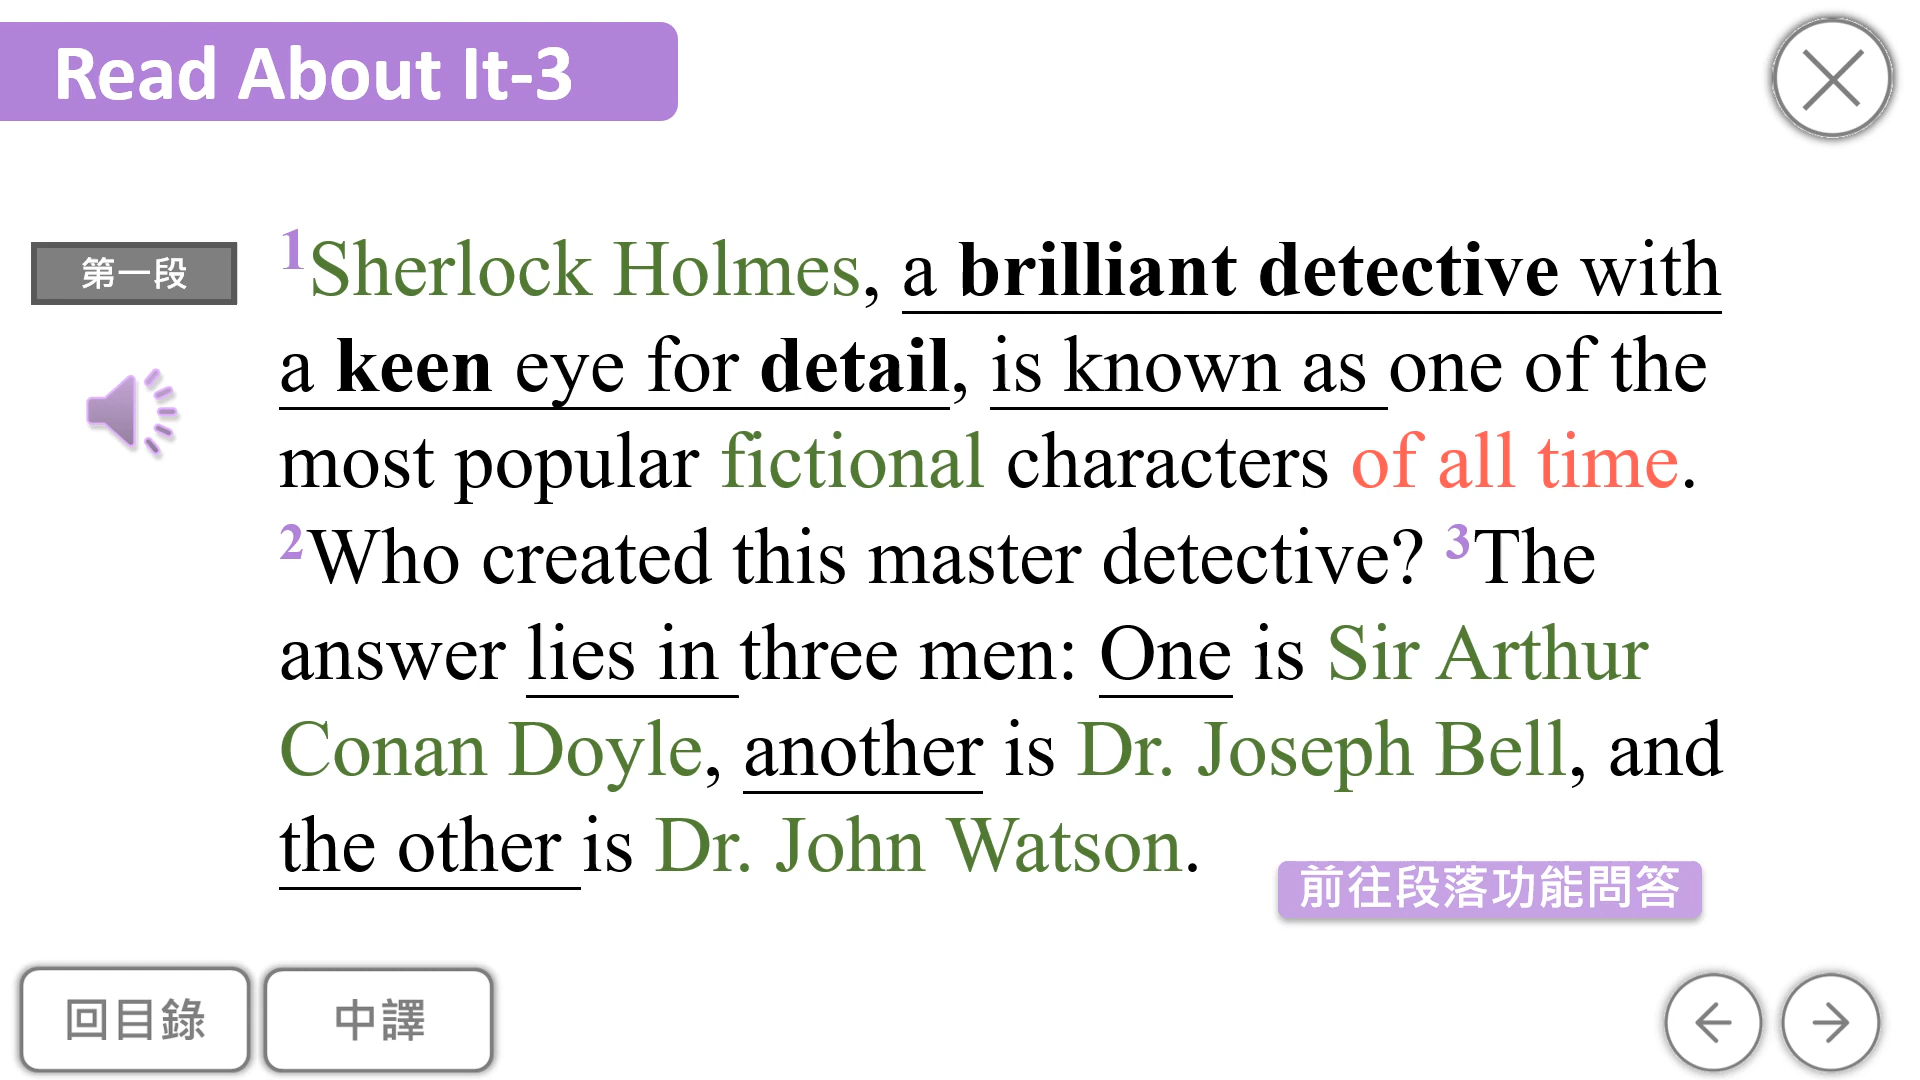 Read About It-3
第一段
1Sherlock Holmes, a brilliant detective with
a keen eye for detail, is known as one of the
most popular fictional characters of all time.
2Who created this master detective? 3The
answer lies in three men: One is Sir Arthur
Conan Doyle, another is Dr. Joseph Bell, and
the other is Dr. John Watson.
前往段落功能問答
回目錄
中譯